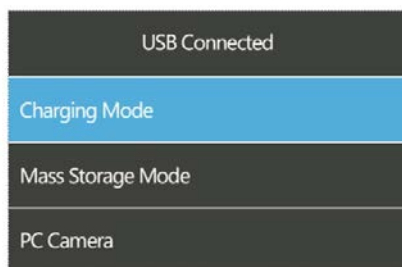 USB Connected
Charging Mode
Mass Storage Mode
PC Camera